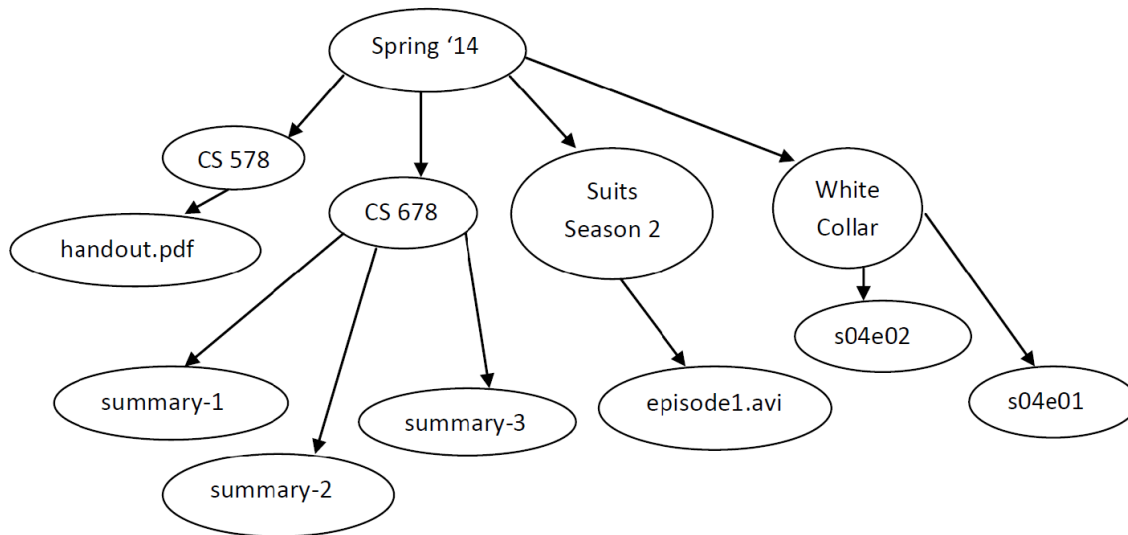 Spring ‘14
CS 578
CS 678
Suits
Season 2
White
Collar
handout.pdf
s04e02
summary-1
summary-3
episode1.avi
s04e01
summary-2